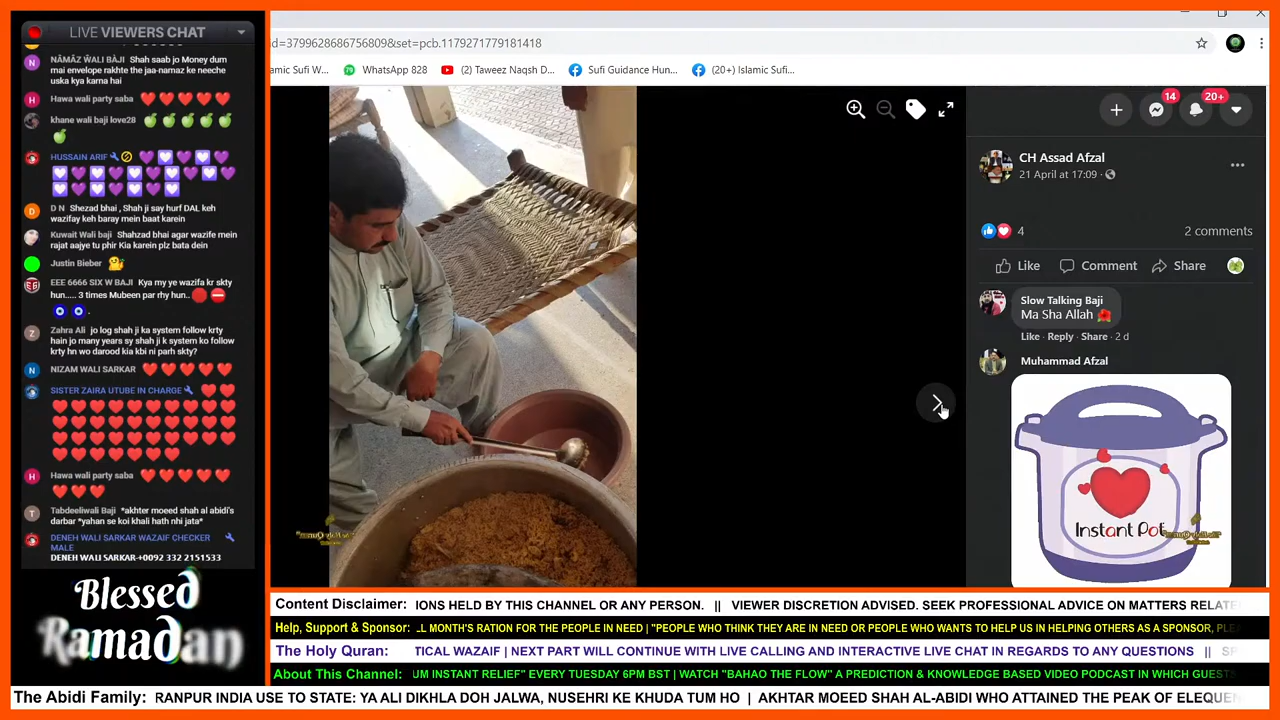 LIVE VIEWERS CHAT
NĀMĀZ WALI BAJI Shah saab jo Money dum
mai envelope rakhte the jaa-namaz ke neeche
uska kya karna hai
Hawa wali party saba ❤️❤️❤️❤️❤️
khane wali baji love28 🍏🍏🍏🍏
🍏
HUSSAIN ARIF
D N Shezad bhai , Shah ji say hurf DAL keh
wazifay keh baray mein baat karein
Kuwait Wali baji Shahzad bhai agar wazife mein
rajat aajye tu phir Kia karein plz bata dein
Justin Bieber
EEE 6666 SIX W BAJI Kya my ye wazifa kr skty
hun..... 3 times Mubeen par rhy hun.. 🛑⛔
🧿 🧿 .
Zahra Ali jo log shah ji ka system follow krty
hain jo many years sy shah ji k system ko follow
krty hn wo darood kia kbi ni parh skty?
NIZAM WALI SARKAR ❤️❤️❤️❤️❤️
SISTER ZAIRA UTUBE IN CHARGE 🔧 ❤️❤️
❤️❤️❤️❤️❤️❤️❤️❤️❤️❤️
❤️❤️❤️❤️❤️❤️❤️❤️❤️❤️
❤️❤️❤️❤️❤️❤️❤️❤️❤️❤️
❤️❤️❤️❤️❤️❤️❤️
Hawa wali party saba ❤️❤️❤️❤️❤️
❤️❤️❤️
Tabdeeliwali Baji *akhter moeed shah al abidi's
darbar *yahan se koi khali hath nhi jata*
DENEH WALI SARKAR WAZAIF CHECKER
MALE
DENEH WALI SARKAR-+0092 332 2151533
Blessed
Ramadan
d=3799628686756809&set=pcb.1179271779181418
lamic Sufi W...
WhatsApp 828
(2) Taweez Naqsh D...
Sufi Guidance Hun...
(20+) Islamic Sufi...
14
20+
CH Assad Afzal
21 April at 17:09
4
2 comments
Like
Comment
Share
Slow Talking Baji
Ma Sha Allah
Like · Reply · Share · 2 d
Muhammad Afzal
Instant Pot
Content Disclaimer: IONS HELD BY THIS CHANNEL OR ANY PERSON. || VIEWER DISCRETION ADVISED. SEEK PROFESSIONAL ADVICE ON MATTERS RELATE
Help, Support & Sponsor: .L MONTH'S RATION FOR THE PEOPLE IN NEED | "PEOPLE WHO THINK THEY ARE IN NEED OR PEOPLE WHO WANTS TO HELP US IN HELPING OTHERS AS A SPONSOR, PLE
The Holy Quran: TICAL WAZAIF | NEXT PART WILL CONTINUE WITH LIVE CALLING AND INTERACTIVE LIVE CHAT IN REGARDS TO ANY QUESTIONS || SP
About This Channel: UM INSTANT RELIEF" EVERY TUESDAY 6PM BST | WATCH "BAHAO THE FLOW" A PREDICTION & KNOWLEDGE BASED VIDEO PODCAST IN WHICH GUESTS
The Abidi Family: RANPUR INDIA USE TO STATE: YA ALI DIKHLA DOH JALWA, NUSEHRI KE KHUDA TUM HO | AKHTAR MOEED SHAH AL-ABIDI WHO ATTAINED THE PEAK OF ELEQUEN